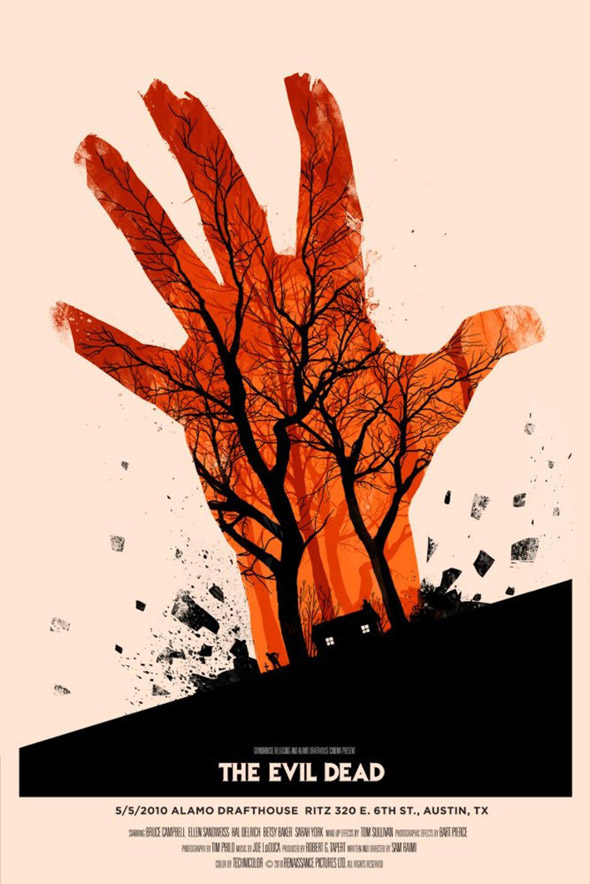 GRINDHOUSE RELEASING AND ALAMO DRAFTHOUSE CINEMA PRESENT
THE EVIL DEAD
5/5/2010 ALAMO DRAFTHOUSE RITZ 320 E. 6TH ST., AUSTIN, TX
STARRING BRUCE CAMPBELL ELLEN SANDWEISS HAL DELRICH BETSY BAKER SARAH YORK MAKE UP EFFECTS BY TOM SULLIVAN PHOTOGRAPHIC EFFECTS BY BART PIERCE
PHOTOGRAPHY BY TIM PHILO MUSIC BY JOE LoDUCA PRODUCED BY ROBERT G. TAPERT WRITTEN AND DIRECTED BY SAM RAIMI
COLOR BY TECHNICOLOR © 2010 RENAISSANCE PICTURES LTD. ALL RIGHTS RESERVED